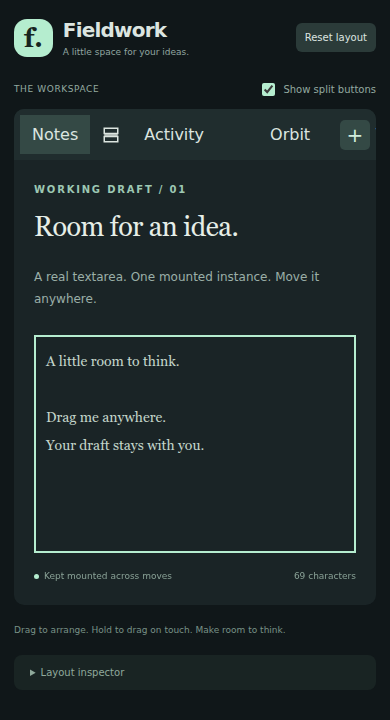 f.
Fieldwork
A little space for your ideas.
Reset layout
THE WORKSPACE
Show split buttons
Notes
Activity
Orbit
+
WORKING DRAFT / 01
Room for an idea.
A real textarea. One mounted instance. Move it
anywhere.
A little room to think.
Drag me anywhere.
Your draft stays with you.
Kept mounted across moves
69 characters
Drag to arrange. Hold to drag on touch. Make room to think.
Layout inspector